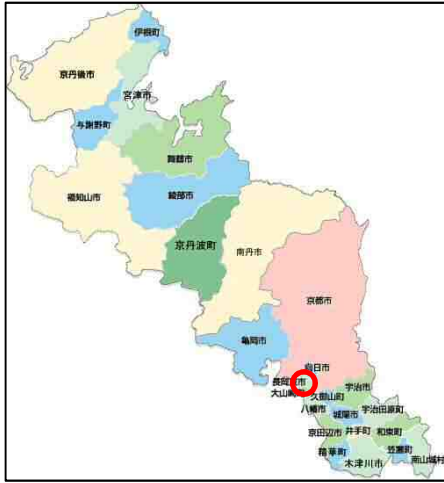 伊根町
京丹後市
宮津市
与謝野町
舞鶴市
福知山市
綾部市
京丹波町
南丹市
京都市
亀岡市
向日市
長岡京市
大山崎町
宇治市
久御山町
八幡市
宇治田原町
城陽市
京田辺市
井手町
和束町
精華町
笠置町
木津川市
南山城村